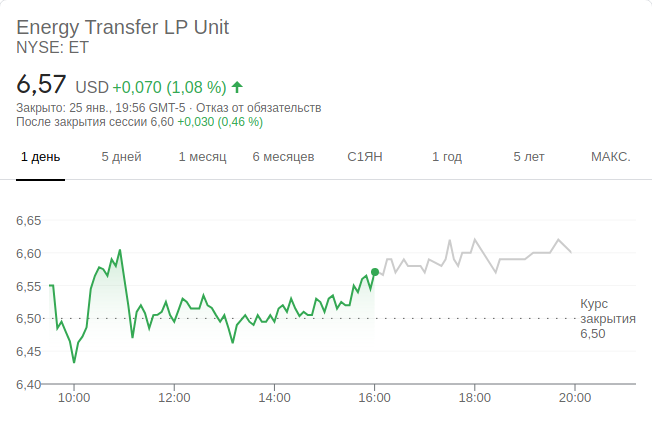 Energy Transfer LP Unit
NYSE: ET
6,57 USD +0,070 (1,08 %)
Закрыто: 25 янв., 19:56 GMT-5 · Отказ от обязательств
После закрытия сессии 6,60 +0,030 (0,46 %)
1 день 5 дней 1 месяц 6 месяцев С1ЯН 1 год 5 лет МАКС.
6,65
6,60
6,55
6,50
6,45
6,40
Курс
закрытия
6,50
10:00 12:00 14:00 16:00 18:00 20:00